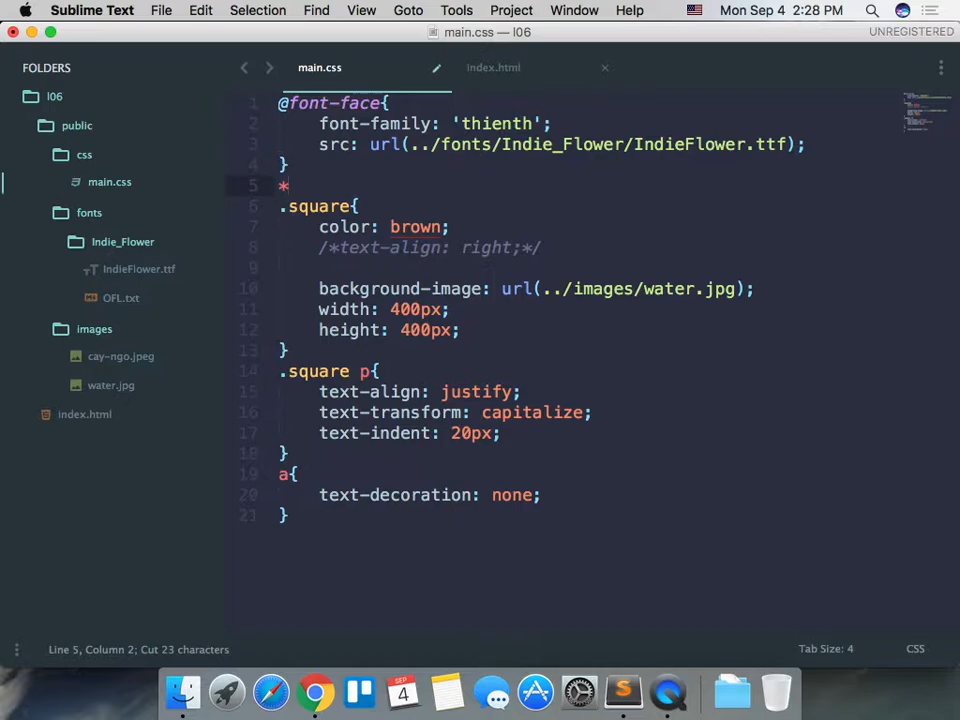 Sublime Text File Edit Selection Find View Goto Tools Project Window Help Mon Sep 4 2:28 PM
main.css — l06 UNREGISTERED
FOLDERS
l06
public
css
main.css
fonts
Indie_Flower
IndieFlower.ttf
OFL.txt
images
cay-ngo.jpeg
water.jpg
index.html
main.css index.html
1 @font-face{
2 font-family: 'thienth';
3 src: url(../fonts/Indie_Flower/IndieFlower.ttf);
4 }
5 *
6 .square{
7 color: brown;
8 /*text-align: right;*/
9
10 background-image: url(../images/water.jpg);
11 width: 400px;
12 height: 400px;
13 }
14 .square p{
15 text-align: justify;
16 text-transform: capitalize;
17 text-indent: 20px;
18 }
19 a{
20 text-decoration: none;
21 }
Line 5, Column 2; Cut 23 characters Tab Size: 4 CSS
SEP
4